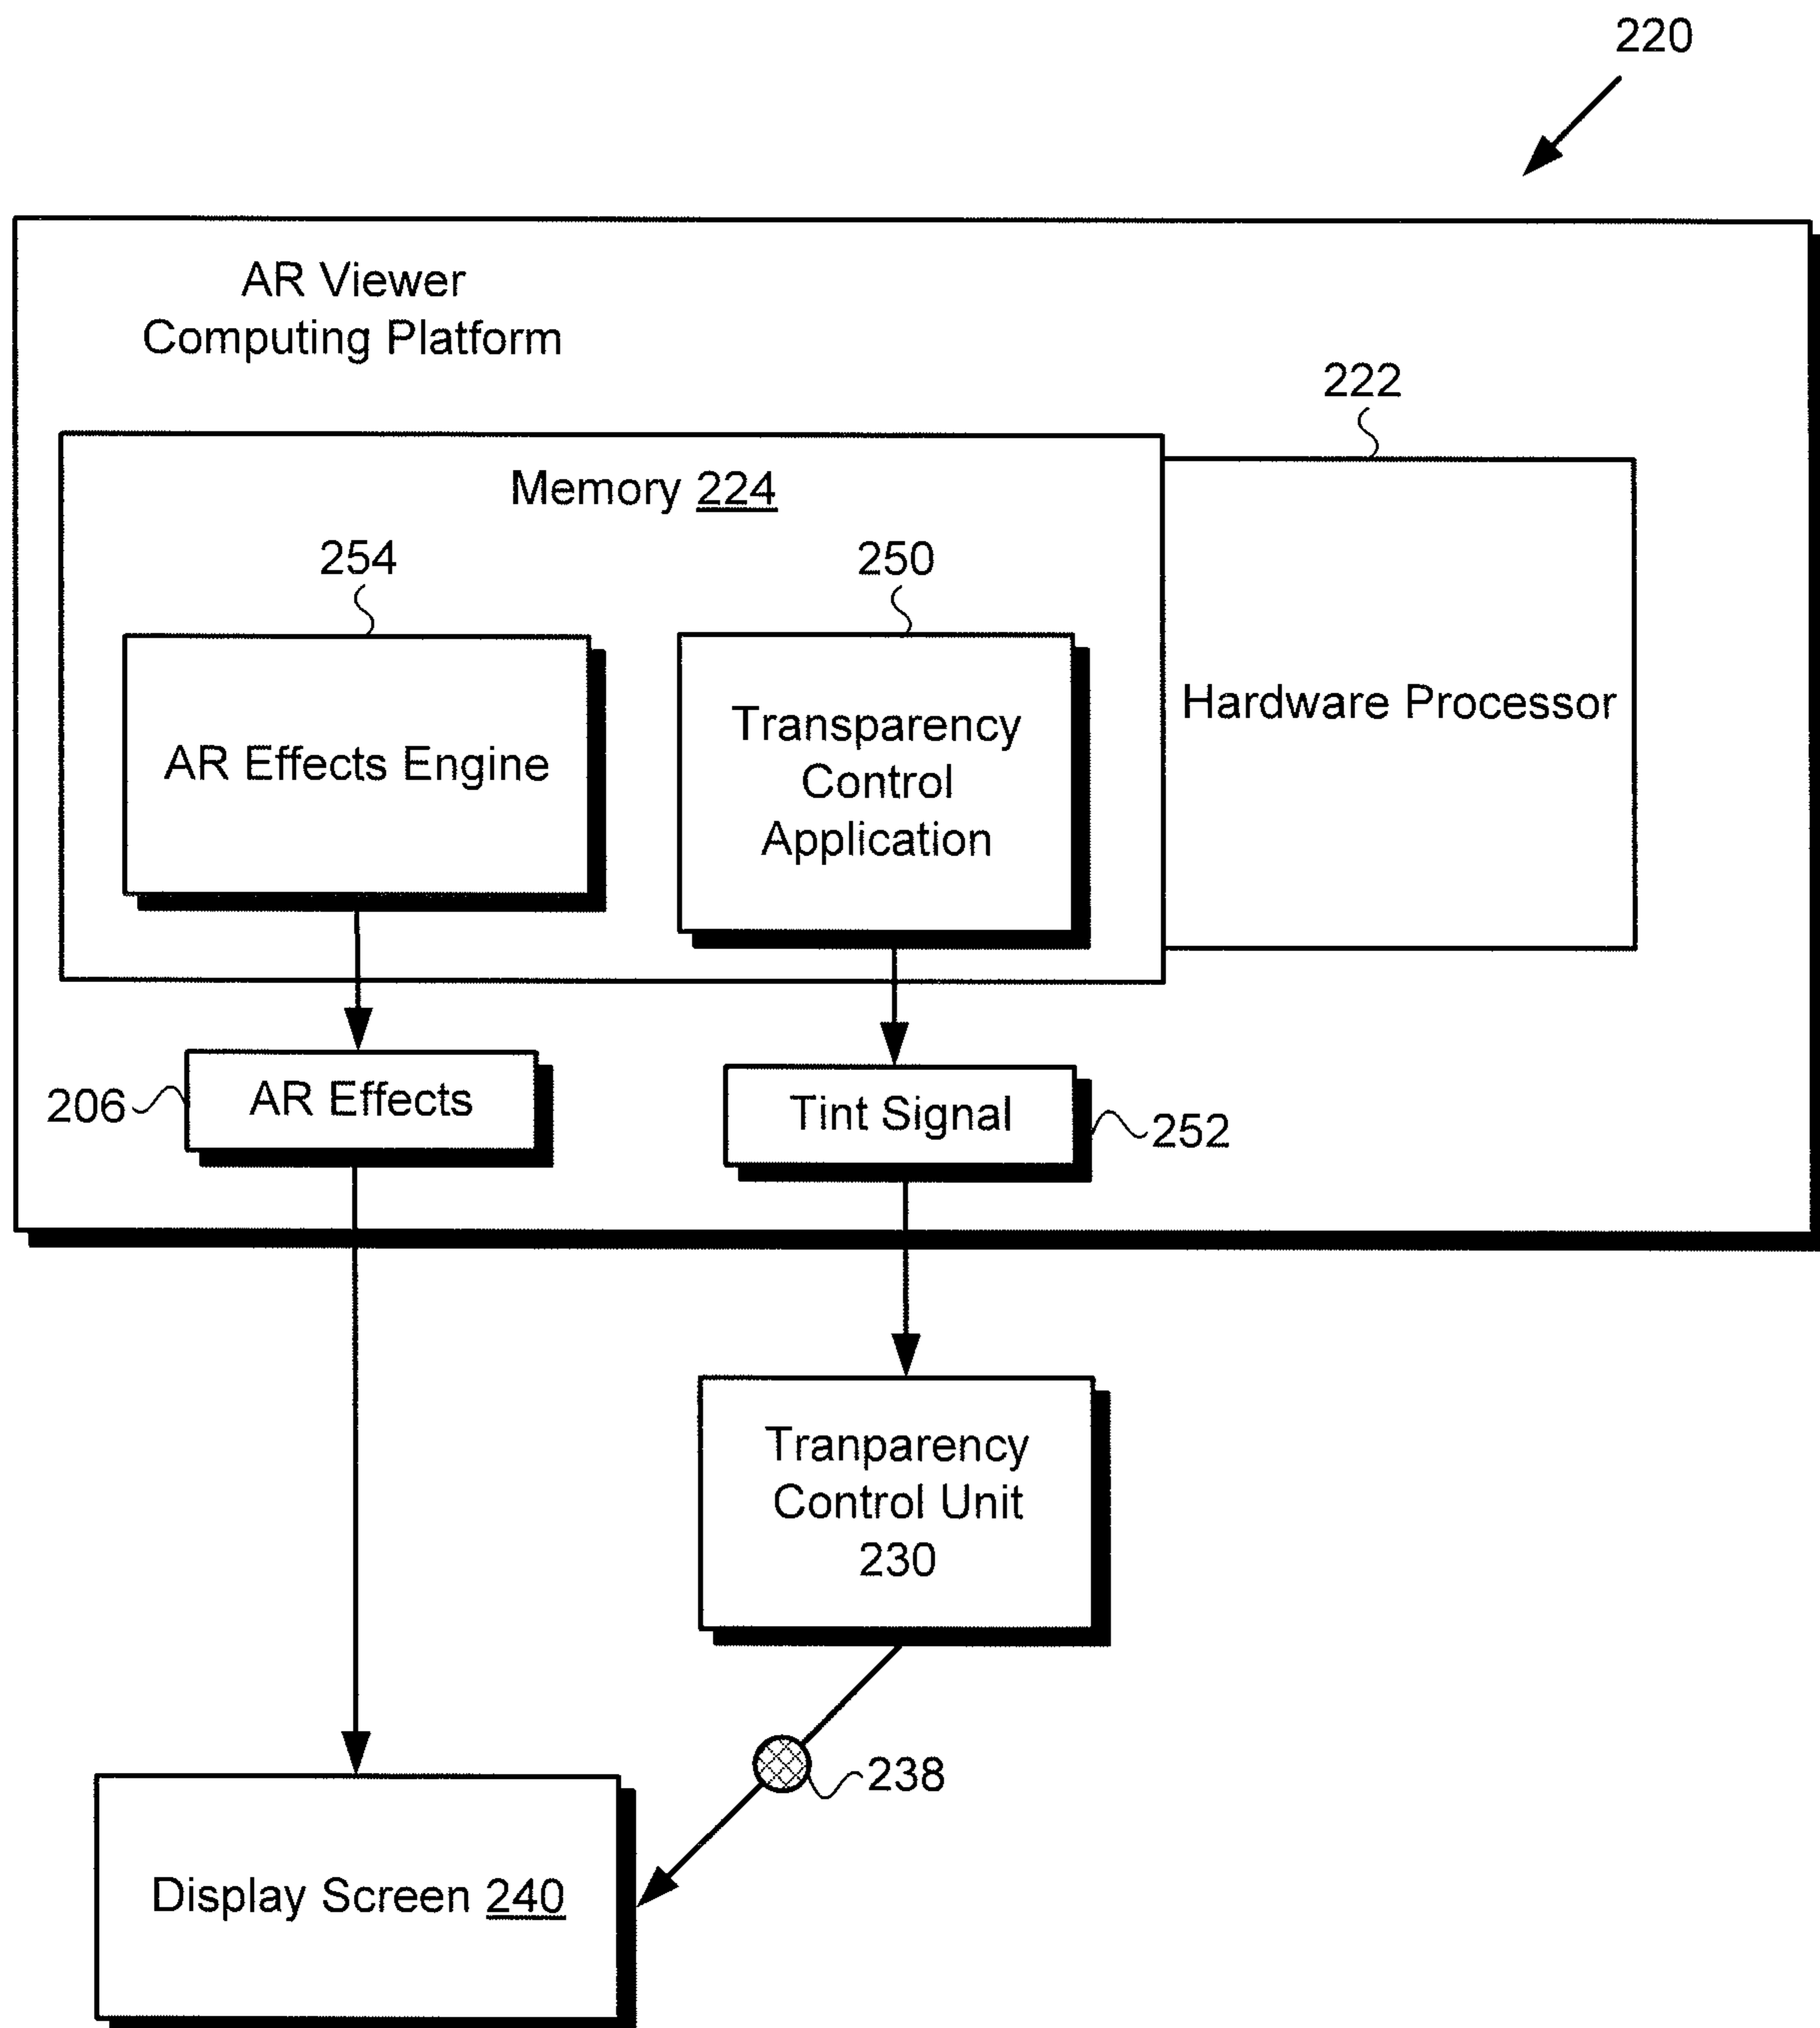 220
AR Viewer
Computing Platform
222
Memory 224
254
250
AR Effects Engine
Transparency
Control
Application
Hardware Processor
206
AR Effects
Tint Signal
252
Tranparency
Control Unit
230
238
Display Screen 240